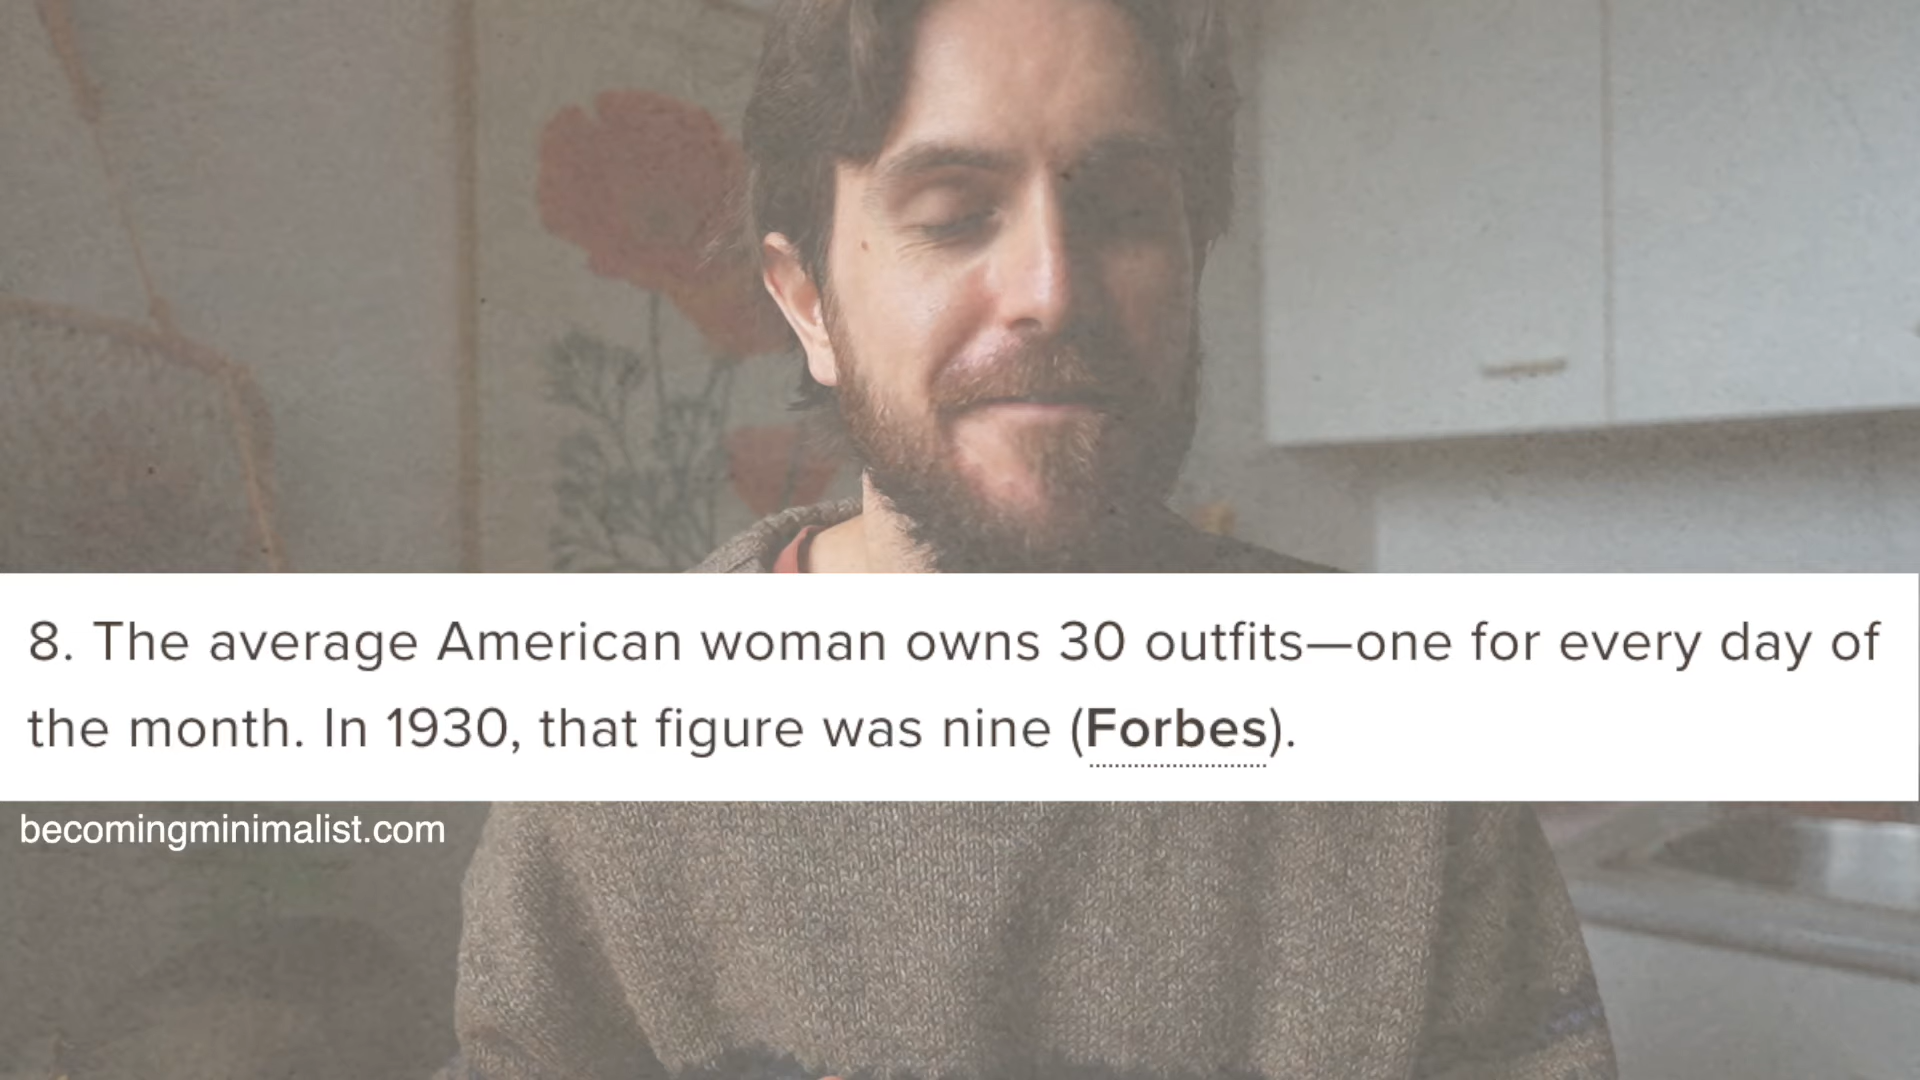 8. The average American woman owns 30 outfits—one for every day of
the month. In 1930, that figure was nine (Forbes).
becomingminimalist.com